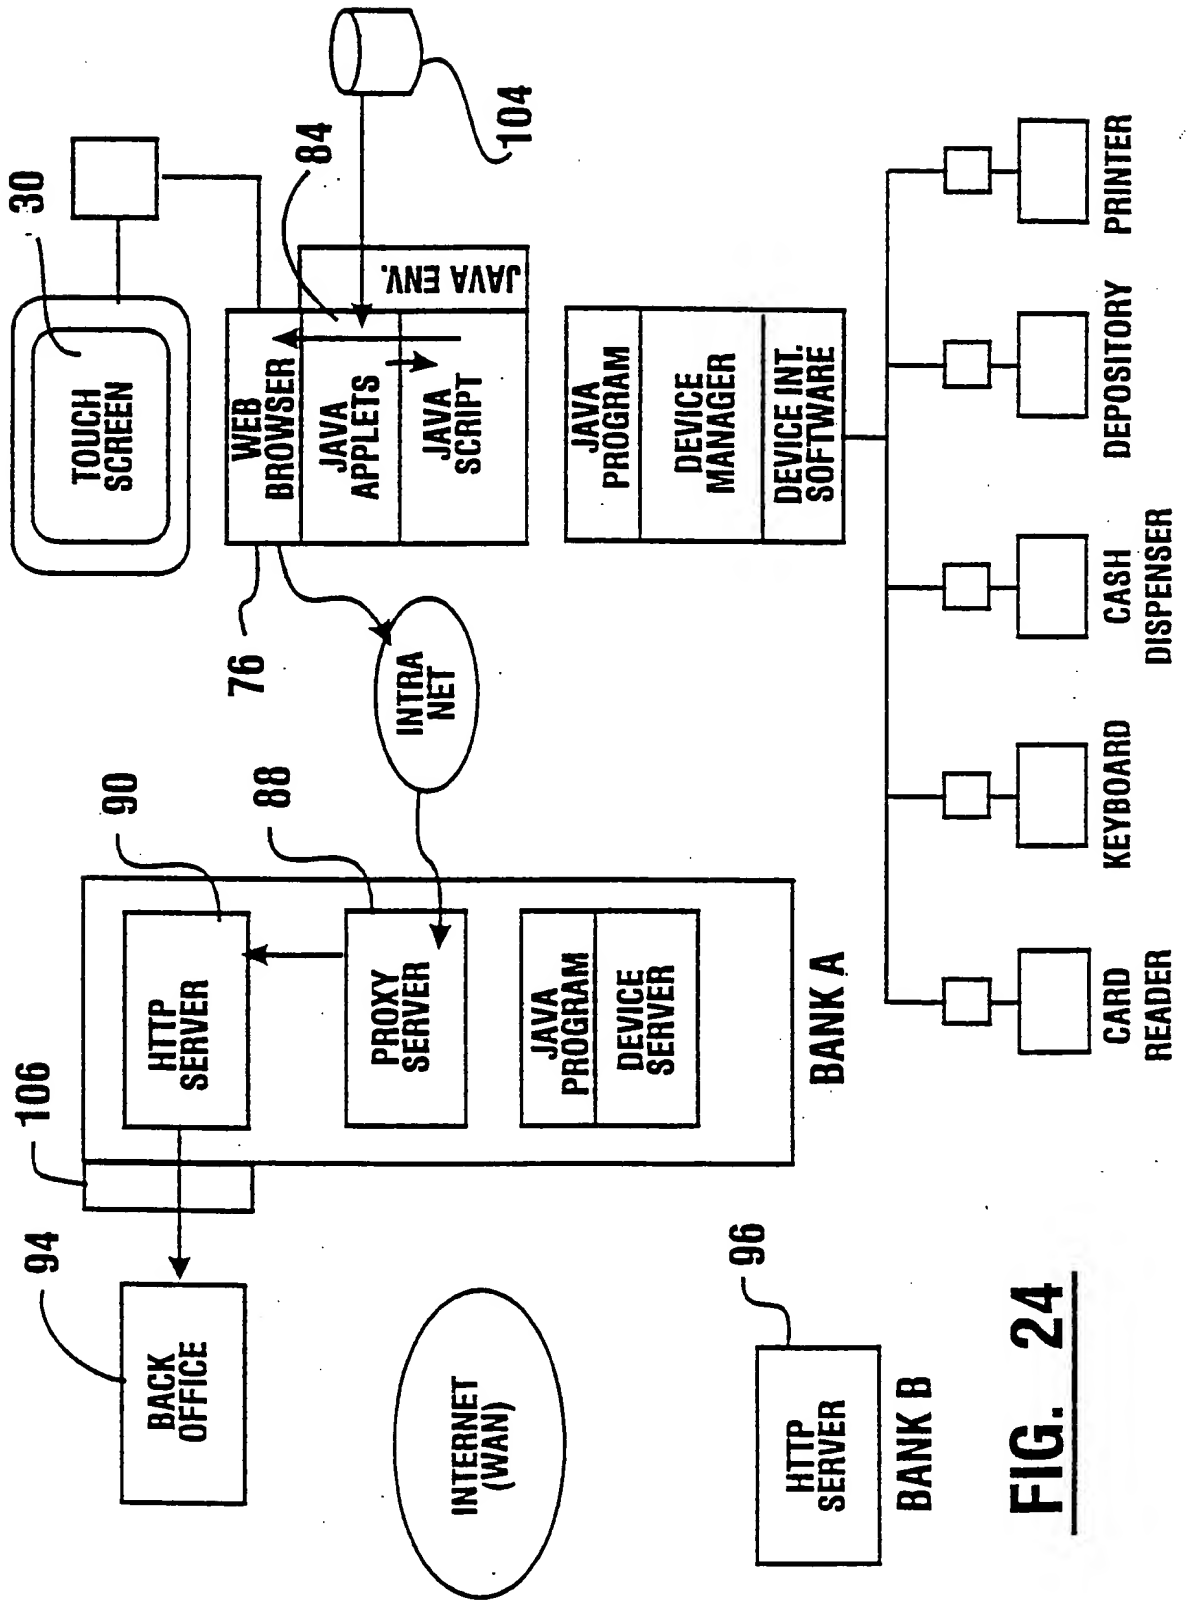 94
BACK
OFFICE
106
90
HTTP
SERVER
30
TOUCH
SCREEN
INTERNET
(WAN)
88
PROXY
SERVER
76
INTRA
NET
WEB
BROWSER
JAVA
APPLETS
JAVA
SCRIPT
JAVA ENV.
84
104
96
HTTP
SERVER
BANK B
JAVA
PROGRAM
DEVICE
SERVER
BANK A
JAVA
PROGRAM
DEVICE
MANAGER
DEVICE INT.
SOFTWARE
CARD
READER
KEYBOARD
CASH
DISPENSER
DEPOSITORY
PRINTER
FIG. 24